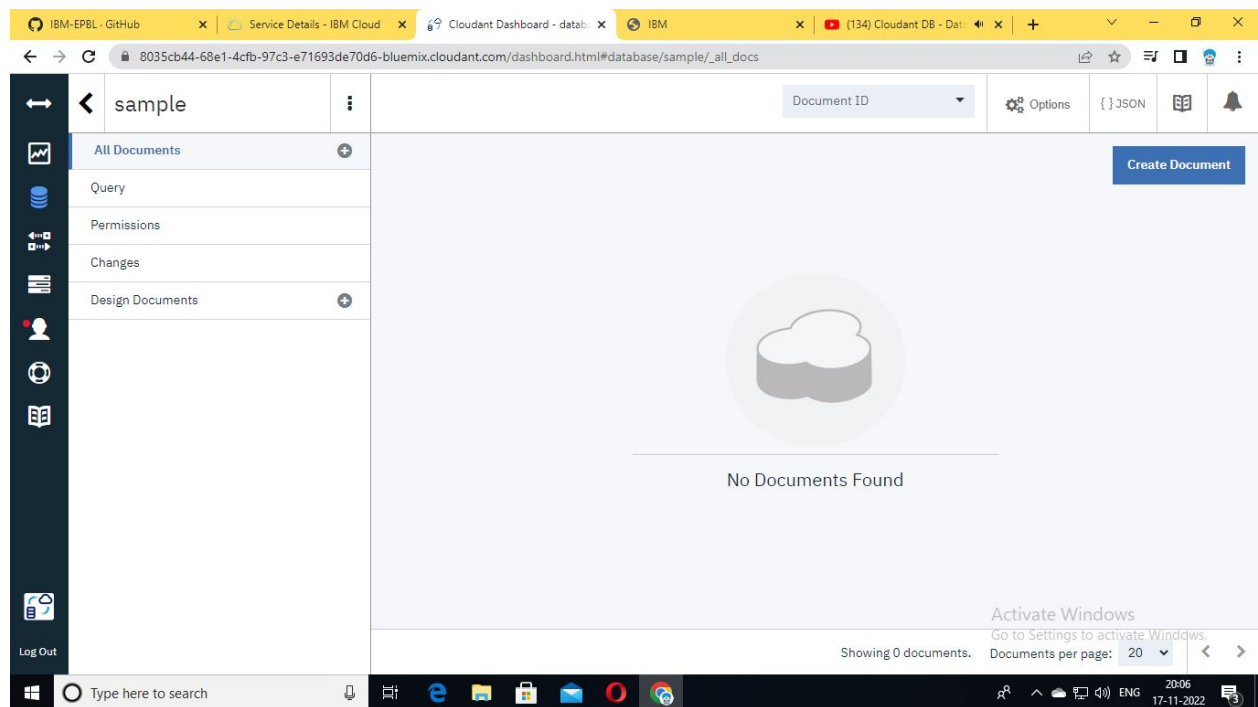 IBM-EPBL · GitHub
Service Details - IBM Cloud
Cloudant Dashboard - datab
IBM
(134) Cloudant DB - Dat
8035cb44-68e1-4cfb-97c3-e71693de70d6-bluemix.cloudant.com/dashboard.html#database/sample/_all_docs
sample
Document ID
Options
{ } JSON
All Documents
Create Document
Query
Permissions
Changes
Design Documents
No Documents Found
Activate Windows
Go to Settings to activate Windows.
Log Out
Showing 0 documents.
Documents per page: 20
Type here to search
ENG
20:06
17-11-2022
3